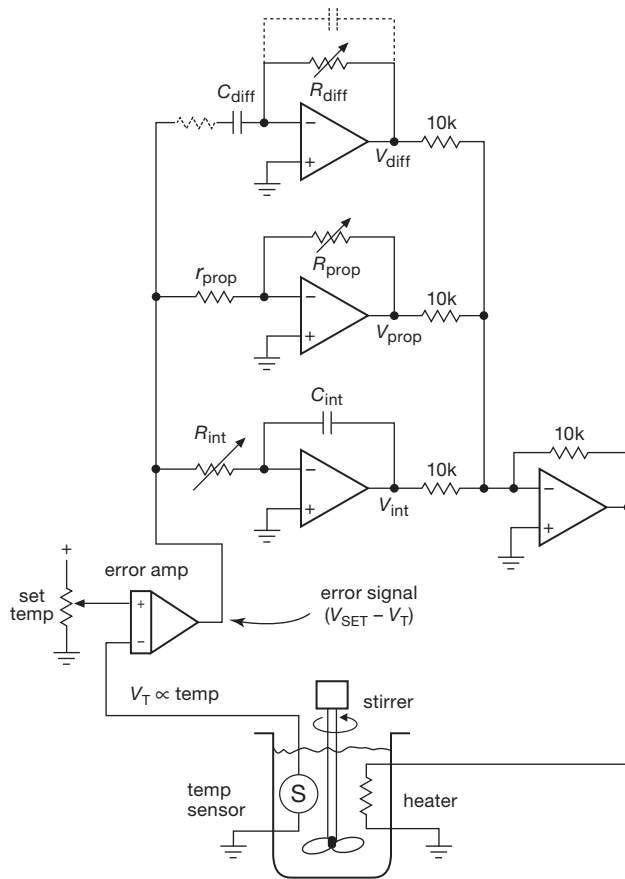 C_diff
R_diff
−
+
V_diff
10k
r_prop
R_prop
−
+
V_prop
10k
R_int
C_int
−
+
V_int
10k
10k
−
+
+
set
temp
error amp
+
−
error signal
(V_SET − V_T)
V_T ∝ temp
stirrer
temp
sensor
S
heater